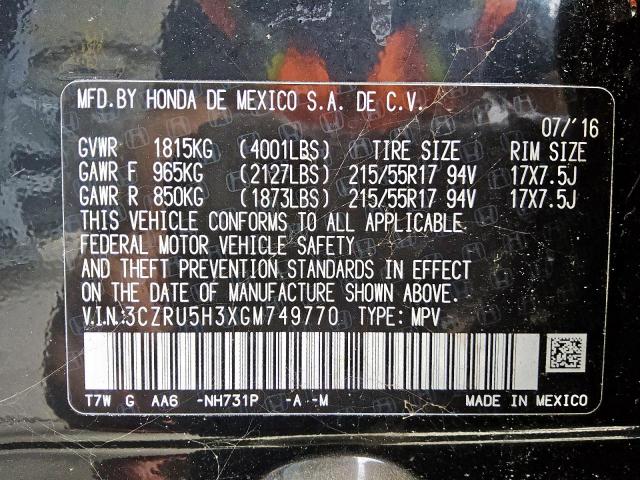 MFD.BY HONDA DE MEXICO S.A. DE C.V.
07/'16
GVWR 1815KG (4001LBS) TIRE SIZE RIM SIZE
GAWR F 965KG (2127LBS) 215/55R17 94V 17X7.5J
GAWR R 850KG (1873LBS) 215/55R17 94V 17X7.5J
THIS VEHICLE CONFORMS TO ALL APPLICABLE
FEDERAL MOTOR VEHICLE SAFETY
AND THEFT PREVENTION STANDARDS IN EFFECT
ON THE DATE OF MANUFACTURE SHOWN ABOVE.
V.I.N.:3CZRU5H3XGM749770 TYPE: MPV
T7W G AA6 -NH731P -A -M MADE IN MEXICO